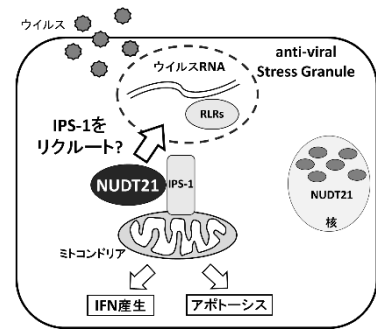 ウイルス
anti-viral
Stress Granule
ウイルスRNA
RLRs
IPS-1を
リクルート?
NUDT21
IPS-1
NUDT21
核
ミトコンドリア
IFN産生
アポトーシス